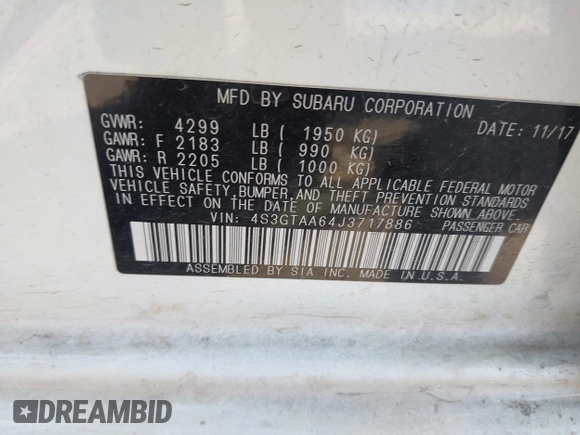 MFD BY SUBARU CORPORATION
GVWR: 4299 LB ( 1950 KG) DATE: 11/17
GAWR: F 2183 LB ( 990 KG)
GAWR: R 2205 LB ( 1000 KG)
THIS VEHICLE CONFORMS TO ALL APPLICABLE FEDERAL MOTOR
VEHICLE SAFETY, BUMPER, AND THEFT PREVENTION STANDARDS
IN EFFECT ON THE DATE OF MANUFACTURE SHOWN ABOVE.
VIN: 4S3GTAA64J3717886 PASSENGER CAR
ASSEMBLED BY SIA INC. MADE IN U.S.A.
DREAMBID